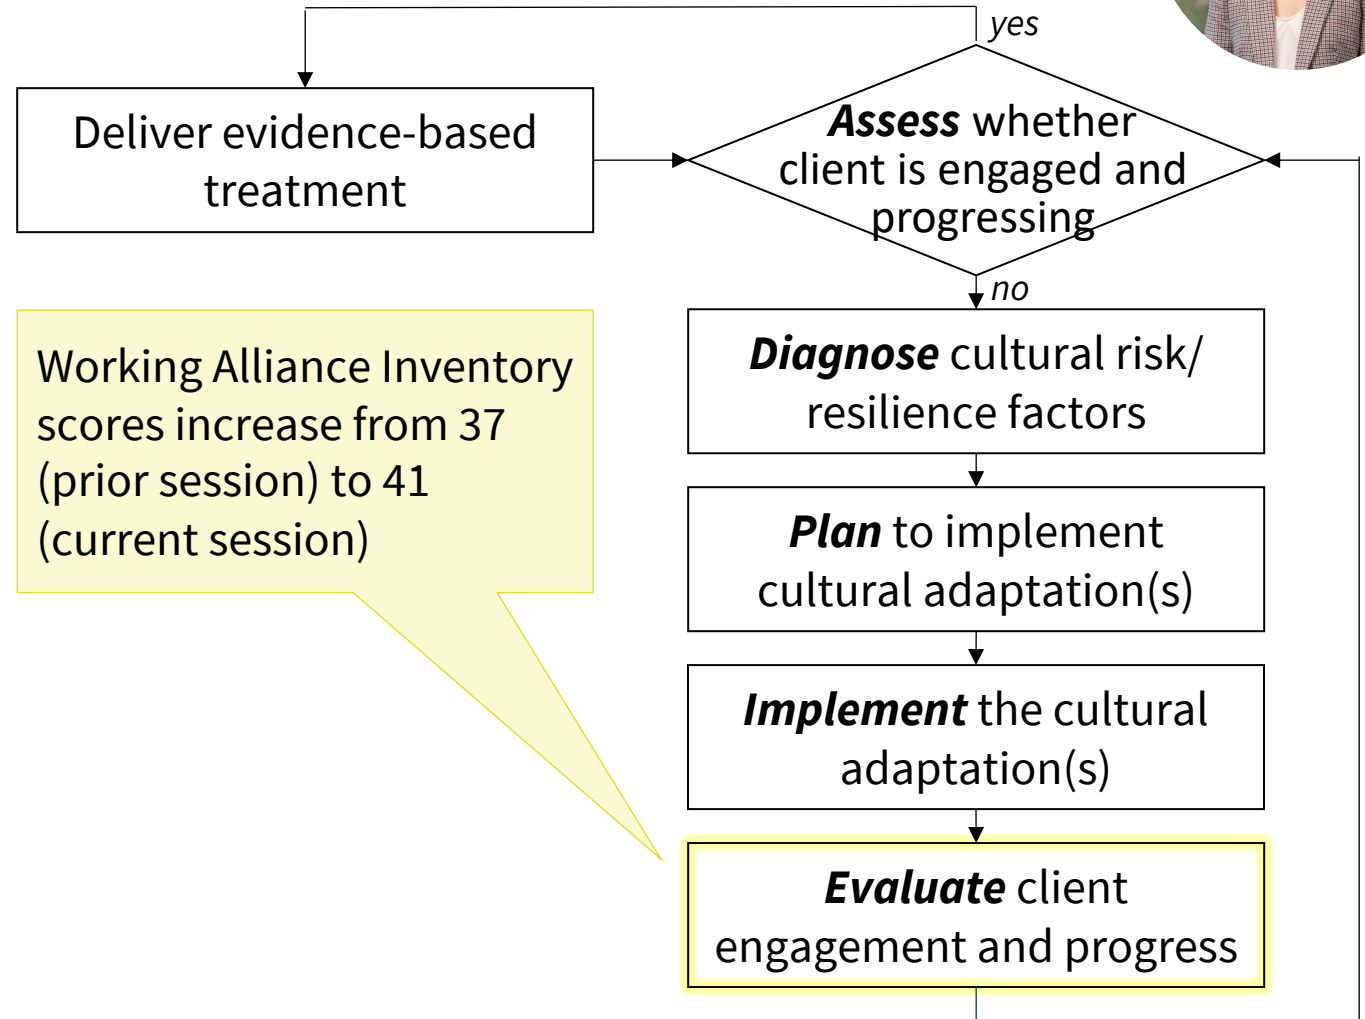 yes
Deliver evidence-based
treatment
Assess whether
client is engaged and
progressing
no
Working Alliance Inventory
scores increase from 37
(prior session) to 41
(current session)
Diagnose cultural risk/
resilience factors
Plan to implement
cultural adaptation(s)
Implement the cultural
adaptation(s)
Evaluate client
engagement and progress